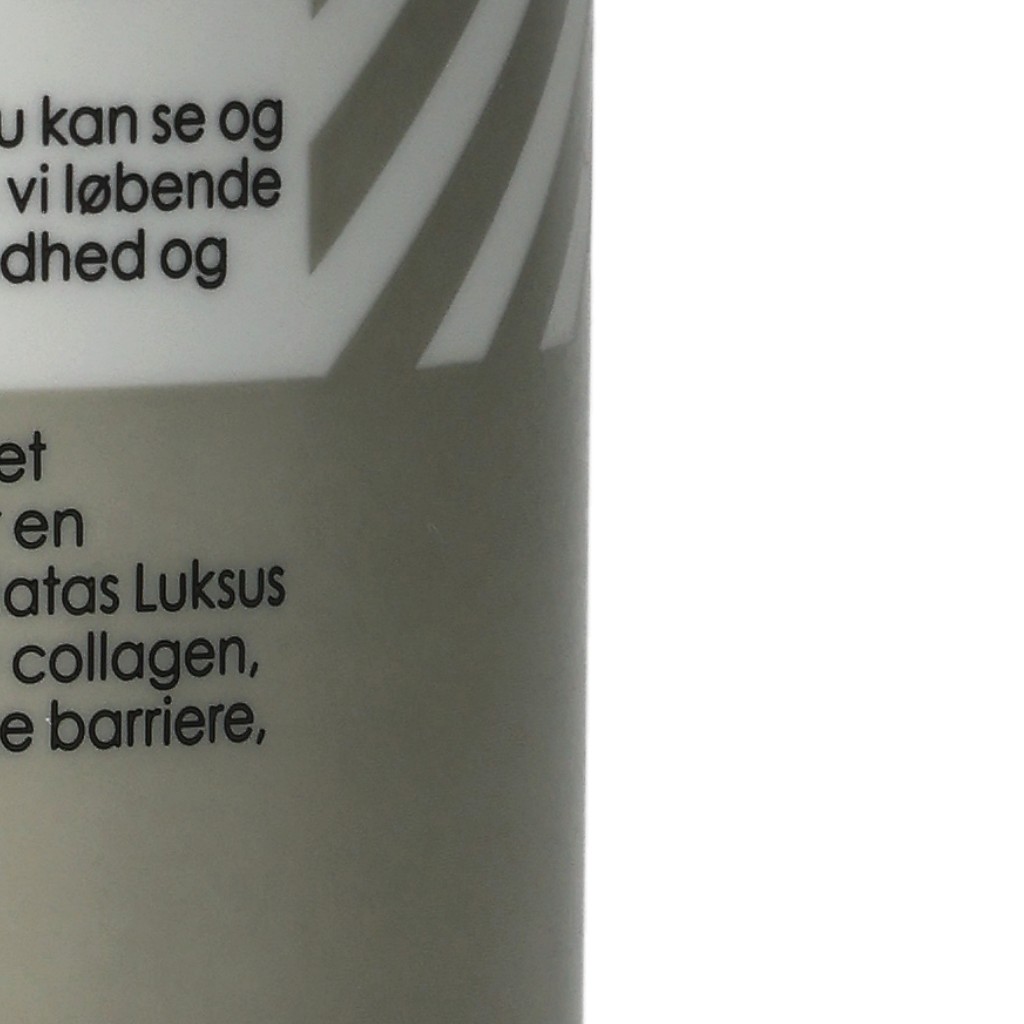 u kan se og
vi løbende
dhed og
et
en
atas Luksus
collagen,
e barriere,